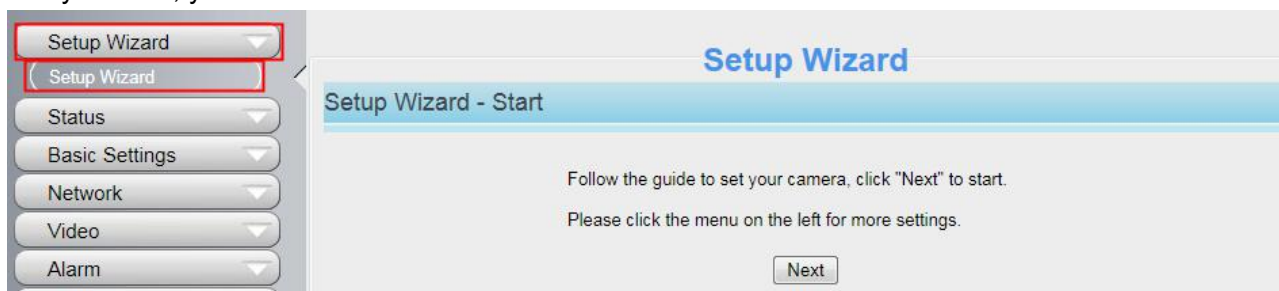 Setup Wizard
Setup Wizard
Status
Basic Settings
Network
Video
Alarm
Setup Wizard
Setup Wizard - Start
Follow the guide to set your camera, click "Next" to start.
Please click the menu on the left for more settings.
Next